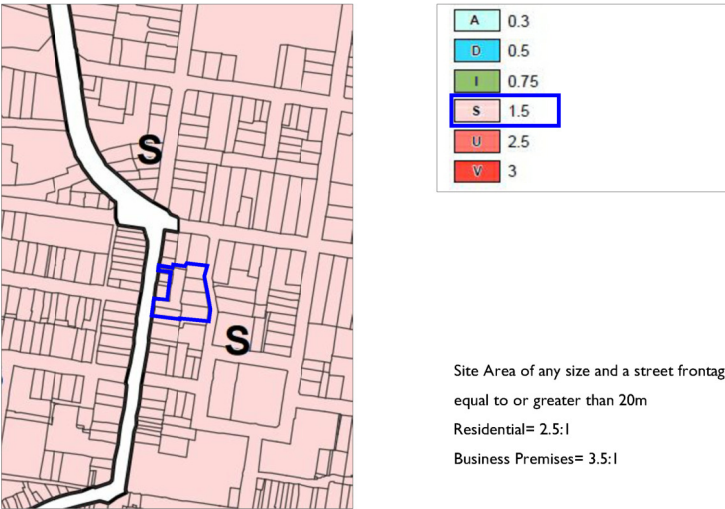 S
S
A 0.3
D 0.5
I 0.75
S 1.5
U 2.5
V 3
Site Area of any size and a street frontag
equal to or greater than 20m
Residential= 2.5:1
Business Premises= 3.5:1